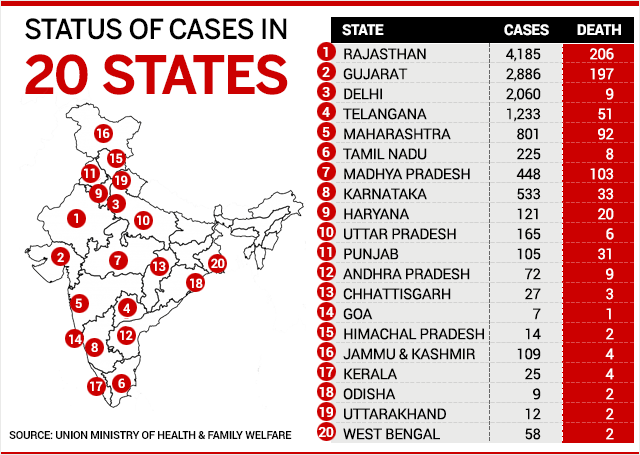 STATUS OF CASES IN
20 STATES
STATE CASES DEATH
1 RAJASTHAN 4,185 206
2 GUJARAT 2,886 197
3 DELHI 2,060 9
4 TELANGANA 1,233 51
5 MAHARASHTRA 801 92
6 TAMIL NADU 225 8
7 MADHYA PRADESH 448 103
8 KARNATAKA 533 33
9 HARYANA 121 20
10 UTTAR PRADESH 165 6
11 PUNJAB 105 31
12 ANDHRA PRADESH 72 9
13 CHHATTISGARH 27 3
14 GOA 7 1
15 HIMACHAL PRADESH 14 2
16 JAMMU & KASHMIR 109 4
17 KERALA 25 4
18 ODISHA 9 2
19 UTTARAKHAND 12 2
20 WEST BENGAL 58 2
16
15
11
19
9
3
1
10
2
7
13
20
18
5
4
14
8
12
17
6
SOURCE: UNION MINISTRY OF HEALTH & FAMILY WELFARE